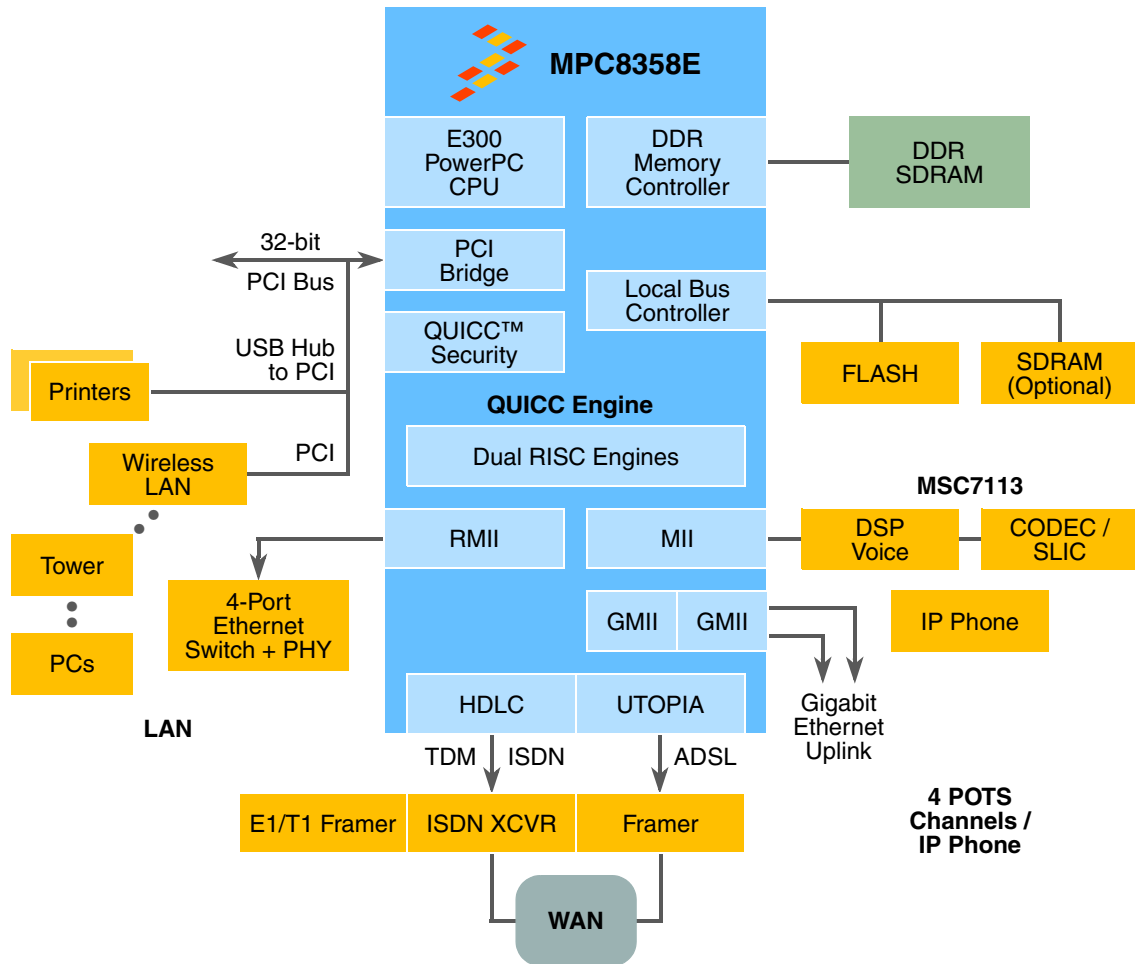 MPC8358E
E300
PowerPC
CPU
DDR
Memory
Controller
DDR
SDRAM
32-bit
PCI Bus
PCI
Bridge
Local Bus
Controller
QUICC™
Security
USB Hub
to PCI
Printers
FLASH
SDRAM
(Optional)
QUICC Engine
Dual RISC Engines
PCI
Wireless
LAN
MSC7113
RMII
MII
DSP
Voice
CODEC /
SLIC
Tower
4-Port
Ethernet
Switch + PHY
GMII
GMII
IP Phone
PCs
LAN
HDLC
UTOPIA
Gigabit
Ethernet
Uplink
TDM
ISDN
ADSL
E1/T1 Framer
ISDN XCVR
Framer
4 POTS
Channels /
IP Phone
WAN